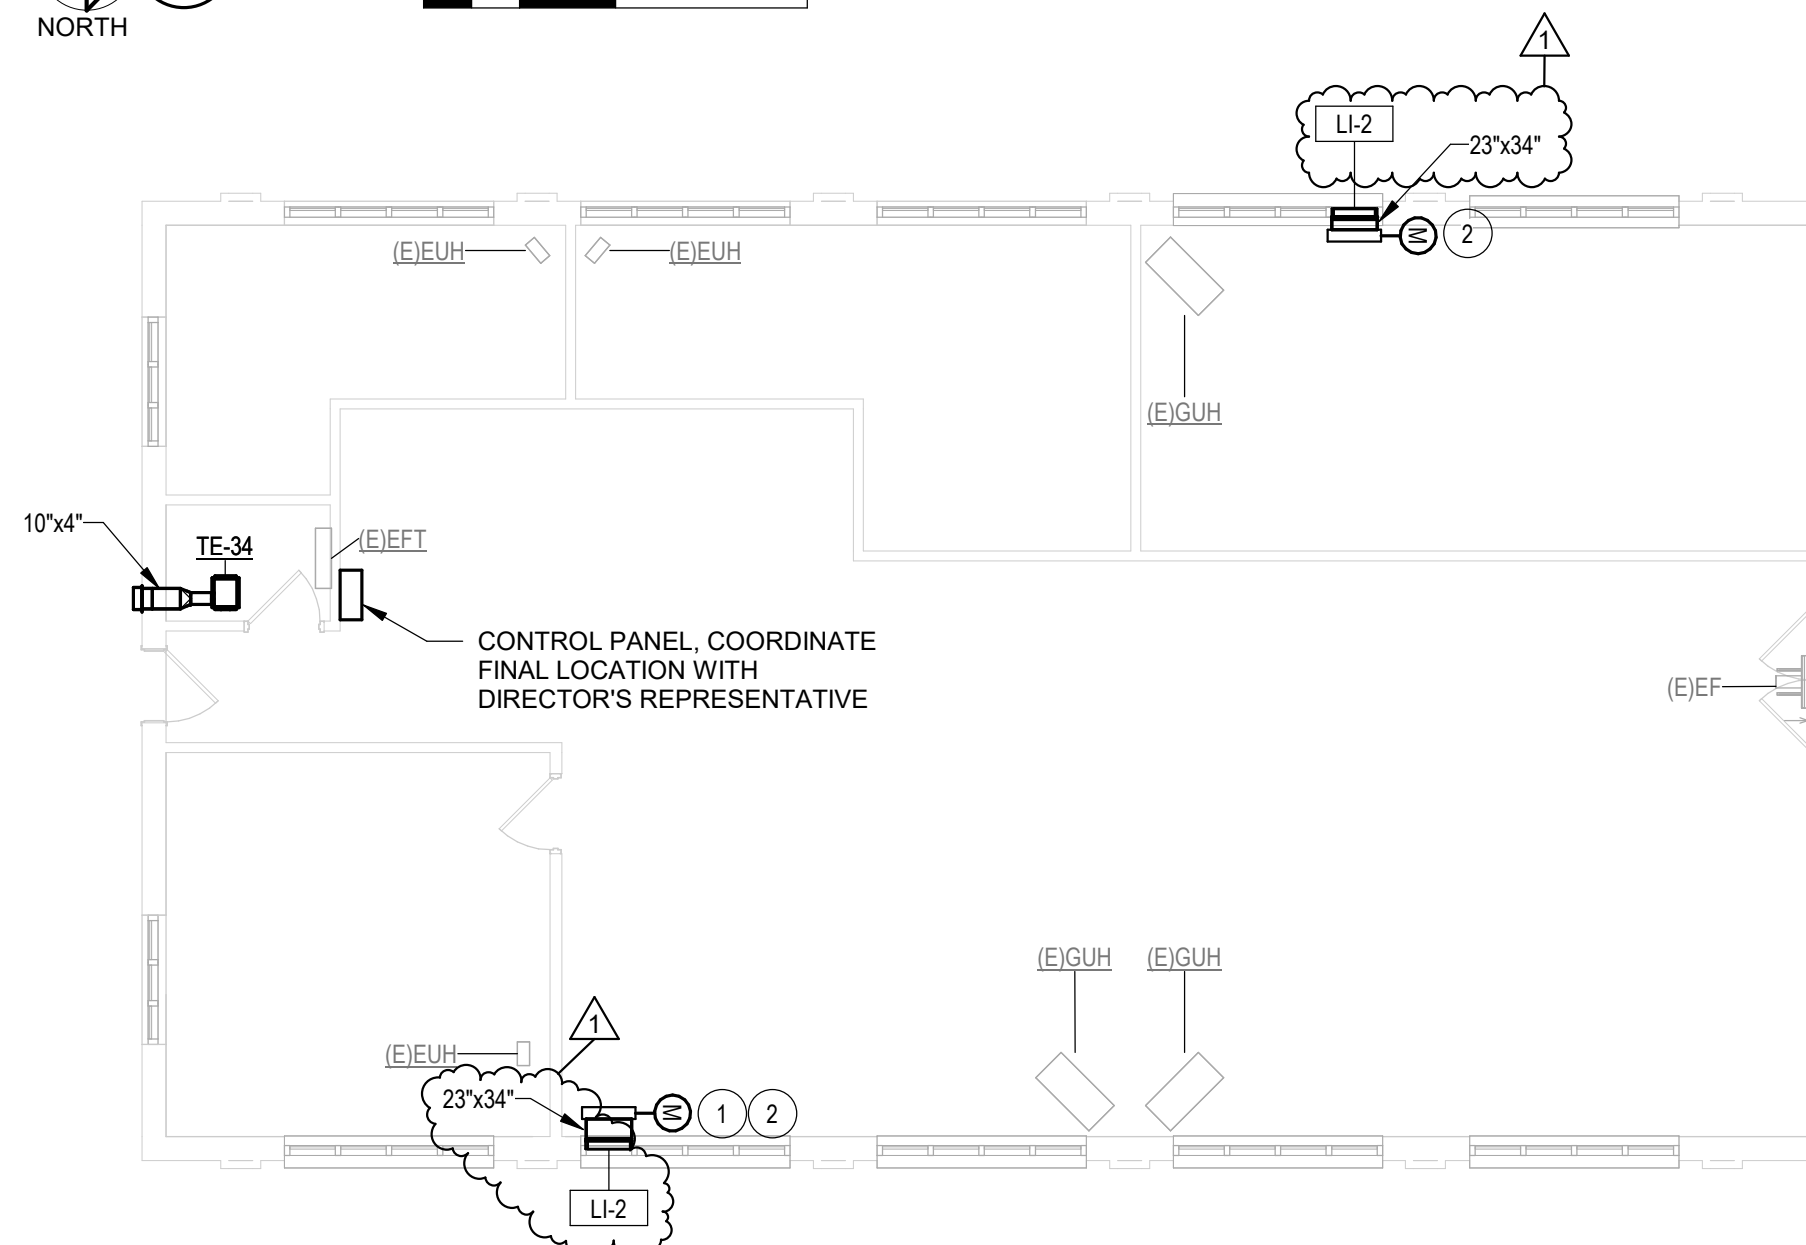 NORTH
1
LI-2
23"x34"
M
2
(E)EUH
(E)EUH
(E)GUH
10"x4"
TE-34
(E)EFT
CONTROL PANEL, COORDINATE
FINAL LOCATION WITH
DIRECTOR'S REPRESENTATIVE
(E)EF
(E)GUH
(E)GUH
1
(E)EUH
23"x34"
M
1
2
LI-2